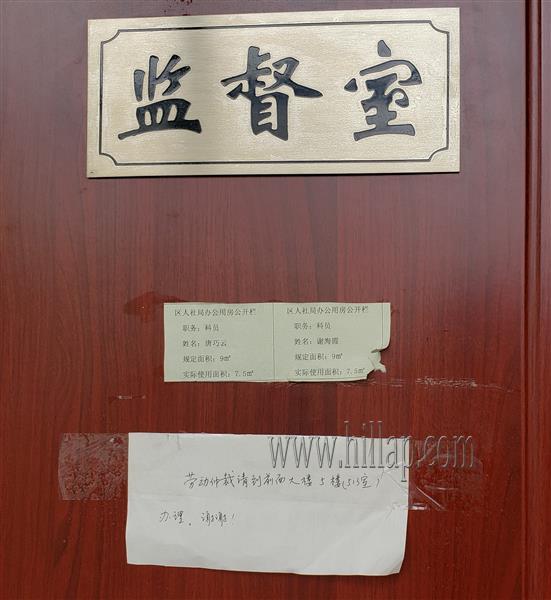 监督室
区人社局办公用房公开栏
职务：科员
姓名：唐巧云
规定面积：9㎡
实际使用面积：7.5㎡
区人社局办公用房公开栏
职务：科员
姓名：谢海霞
规定面积：9㎡
实际使用面积：7.5㎡
www.hillap.com
劳动仲裁请到前面大楼5楼（513室）
办理，谢谢！